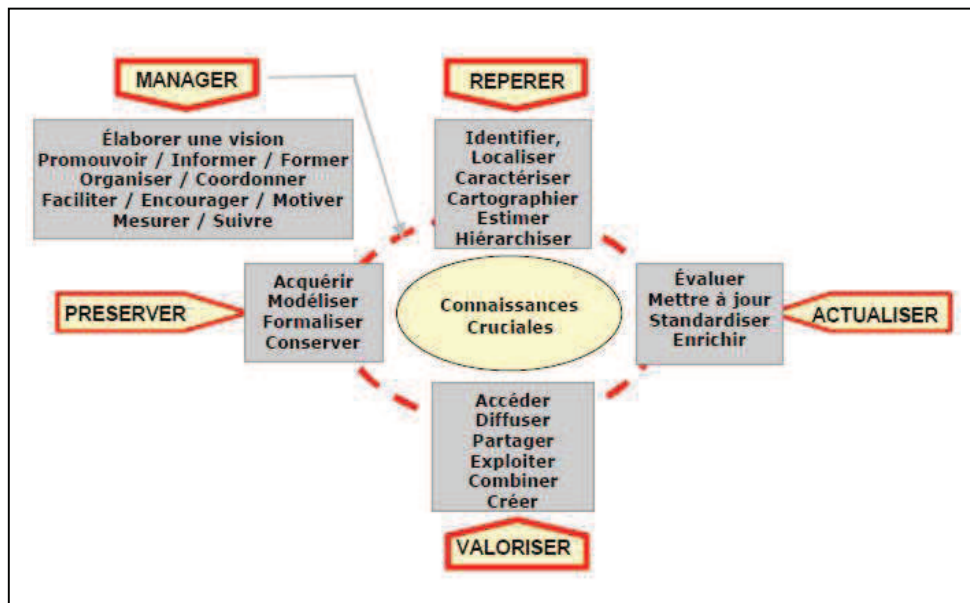 MANAGER
Élaborer une vision
Promouvoir / Informer / Former
Organiser / Coordonner
Faciliter / Encourager / Motiver
Mesurer / Suivre
REPERER
Identifier,
Localiser
Caractériser
Cartographier
Estimer
Hiérarchiser
PRESERVER
Acquérir
Modéliser
Formaliser
Conserver
Connaissances
Cruciales
Évaluer
Mettre à jour
Standardiser
Enrichir
ACTUALISER
Accéder
Diffuser
Partager
Exploiter
Combiner
Créer
VALORISER